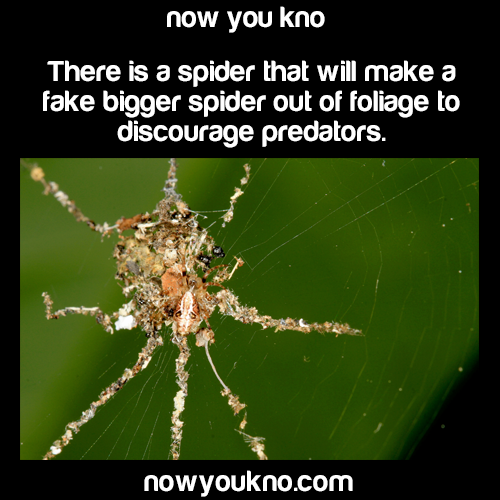 now you kno
There is a spider that will make a
fake bigger spider out of foliage to
discourage predators.
nowyoukno.com